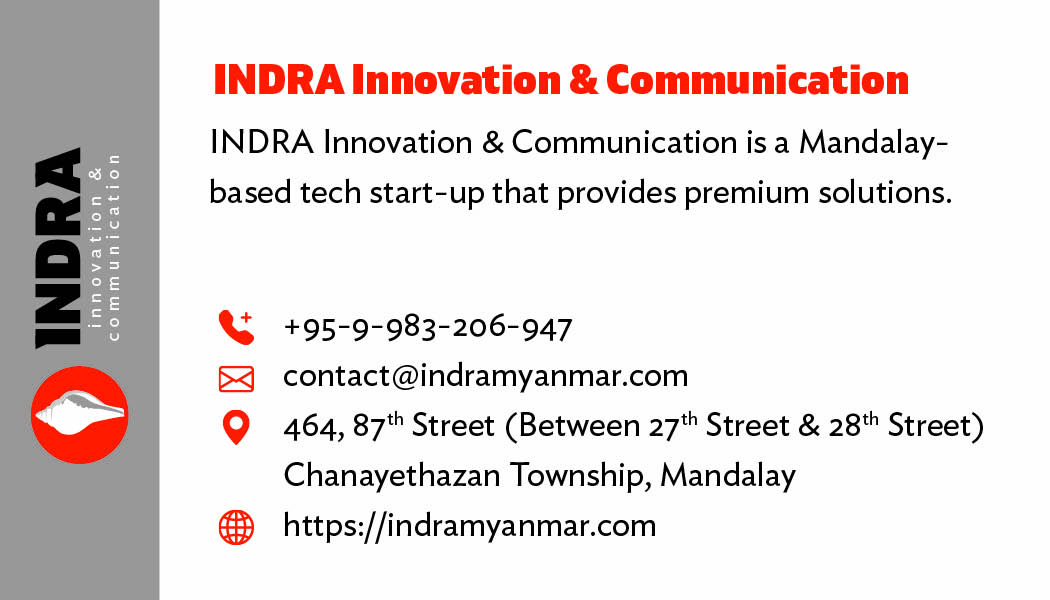 INDRA
innovation &
communication
INDRA Innovation & Communication
INDRA Innovation & Communication is a Mandalay-
based tech start-up that provides premium solutions.
+95-9-983-206-947
contact@indramyanmar.com
464, 87th Street (Between 27th Street & 28th Street)
Chanayethazan Township, Mandalay
https://indramyanmar.com